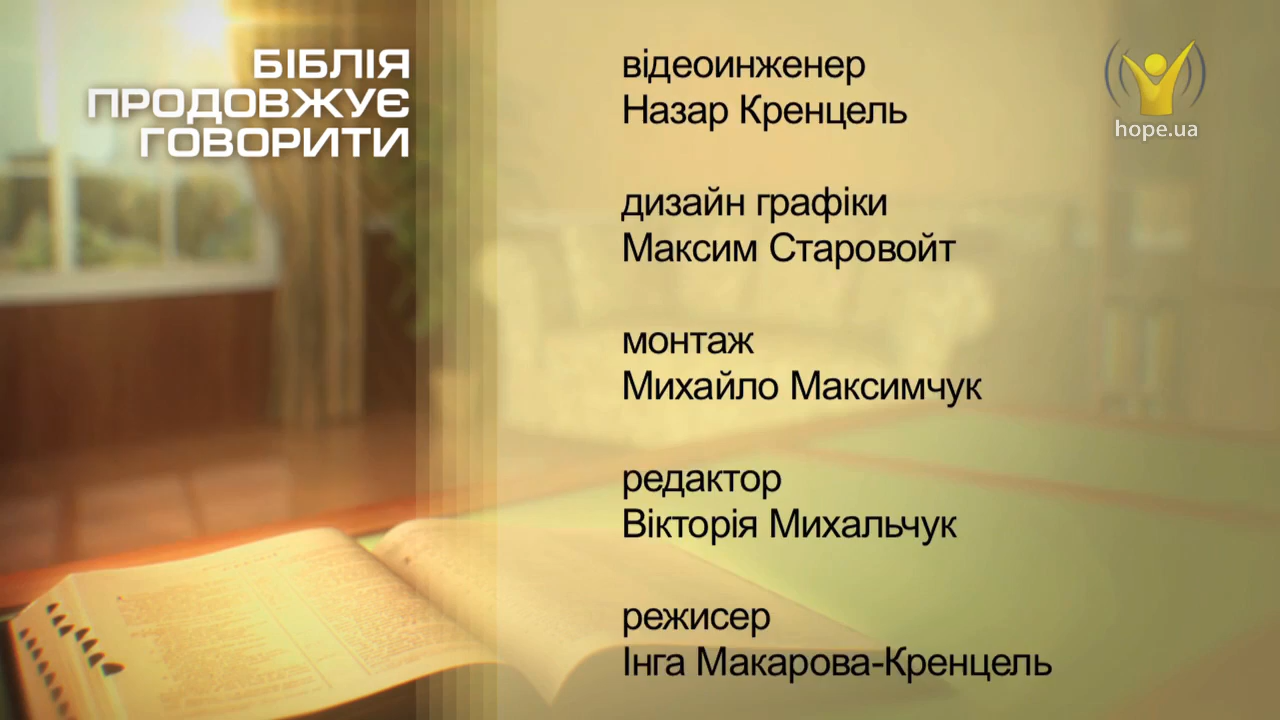 БІБЛІЯ
ПРОДОВЖУЄ
ГОВОРИТИ
hope.ua
відеоинженер
Назар Кренцель
дизайн графіки
Максим Старовойт
монтаж
Михайло Максимчук
редактор
Вікторія Михальчук
режисер
Інга Макарова-Кренцель